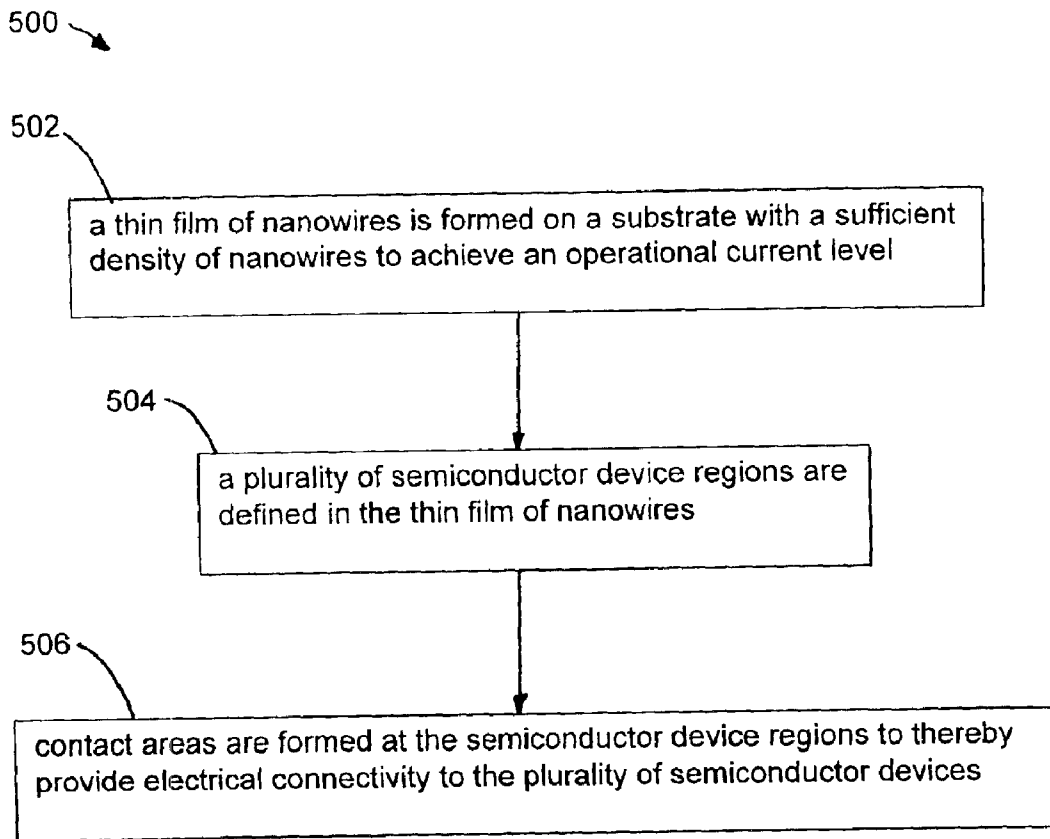 500
502
a thin film of nanowires is formed on a substrate with a sufficient
density of nanowires to achieve an operational current level
504
a plurality of semiconductor device regions are
defined in the thin film of nanowires
506
contact areas are formed at the semiconductor device regions to thereby
provide electrical connectivity to the plurality of semiconductor devices